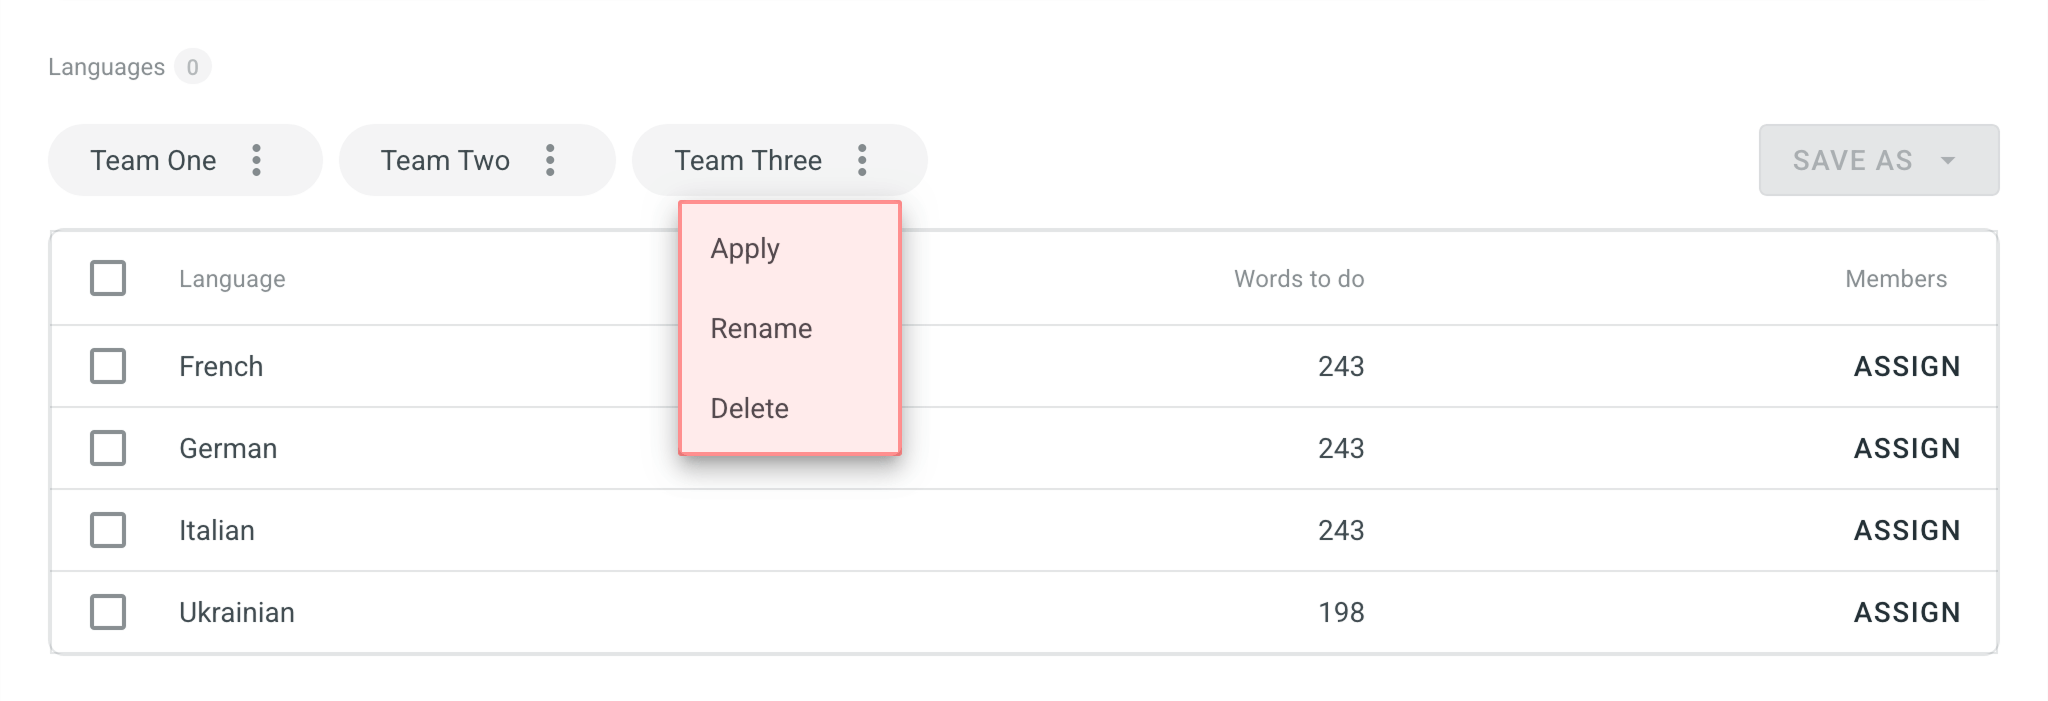 Languages 0
Team One Team Two Team Three SAVE AS
Apply
Rename
Delete
Language Words to do Members
French 243 ASSIGN
German 243 ASSIGN
Italian 243 ASSIGN
Ukrainian 198 ASSIGN